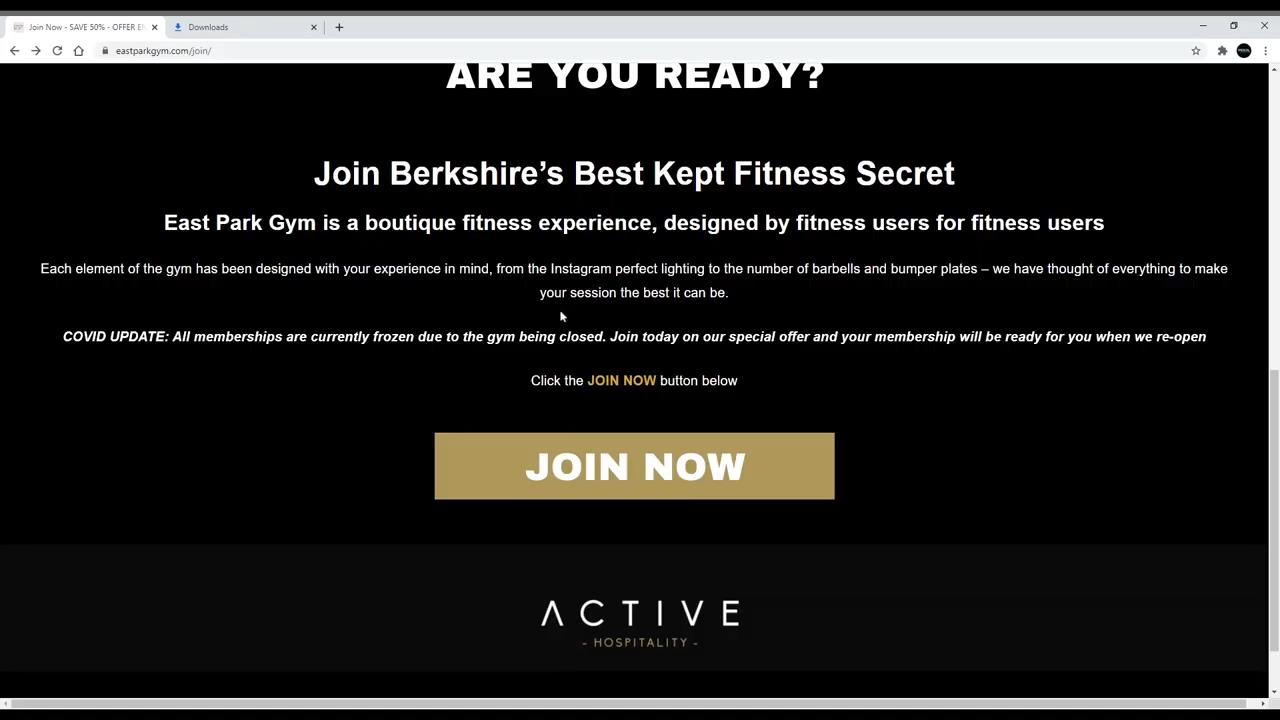 Join Now - SAVE 50% - OFFER EN
Downloads
eastparkgym.com/join/
ARE YOU READY?
Join Berkshire’s Best Kept Fitness Secret
East Park Gym is a boutique fitness experience, designed by fitness users for fitness users
Each element of the gym has been designed with your experience in mind, from the Instagram perfect lighting to the number of barbells and bumper plates – we have thought of everything to make
your session the best it can be.
COVID UPDATE: All memberships are currently frozen due to the gym being closed. Join today on our special offer and your membership will be ready for you when we re-open
Click the JOIN NOW button below
JOIN NOW
ACTIVE
- HOSPITALITY -